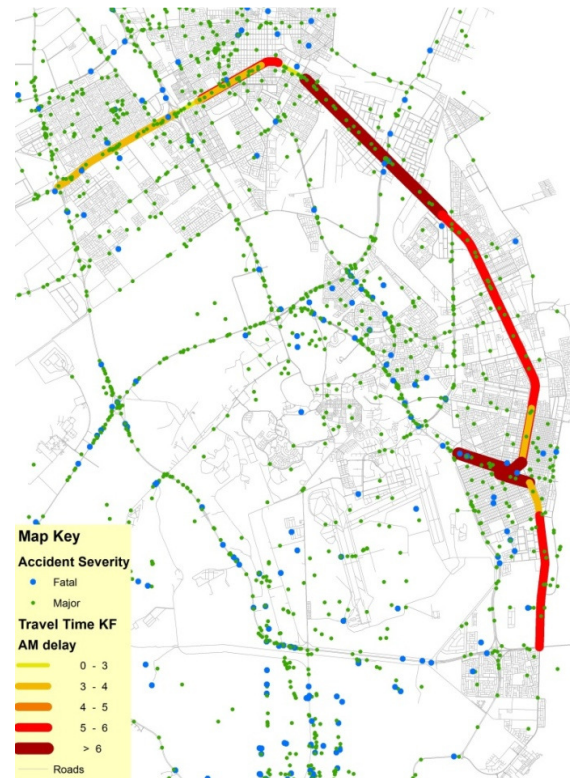 Map Key
Accident Severity
Fatal
Major
Travel Time KF
AM delay
0 - 3
3 - 4
4 - 5
5 - 6
> 6
Roads